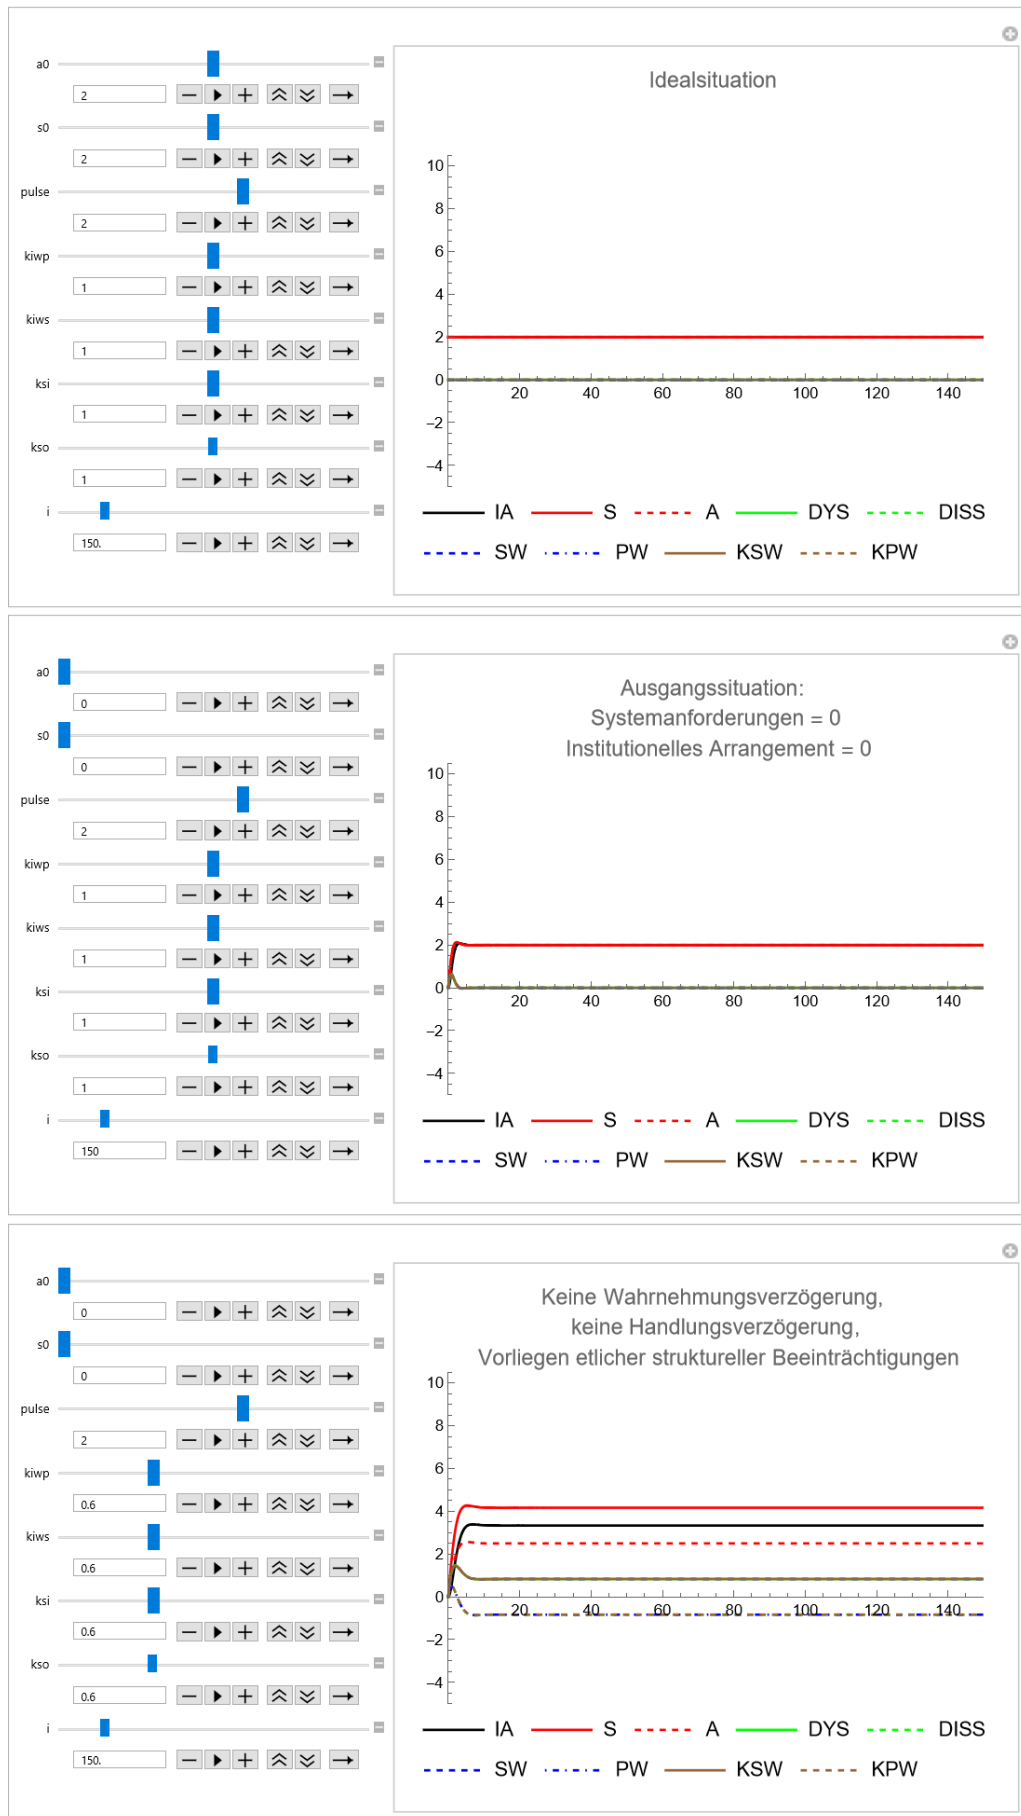 a0
2
s0
2
pulse
2
kiwp
1
kiws
1
ksi
1
kso
1
i
150.
Idealsituation
10
8
6
4
2
0
20 40 60 80 100 120 140
−2
−4
IA S A DYS DISS
SW PW KSW KPW
a0
0
s0
0
pulse
2
kiwp
1
kiws
1
ksi
1
kso
1
i
150
Ausgangssituation:
Systemanforderungen = 0
Institutionelles Arrangement = 0
10
8
6
4
2
0
20 40 60 80 100 120 140
−2
−4
IA S A DYS DISS
SW PW KSW KPW
a0
0
s0
0
pulse
2
kiwp
0.6
kiws
0.6
ksi
0.6
kso
0.6
i
150.
Keine Wahrnehmungsverzögerung,
keine Handlungsverzögerung,
Vorliegen etlicher struktureller Beeinträchtigungen
10
8
6
4
2
0
20 40 60 80 100 120 140
−2
−4
IA S A DYS DISS
SW PW KSW KPW